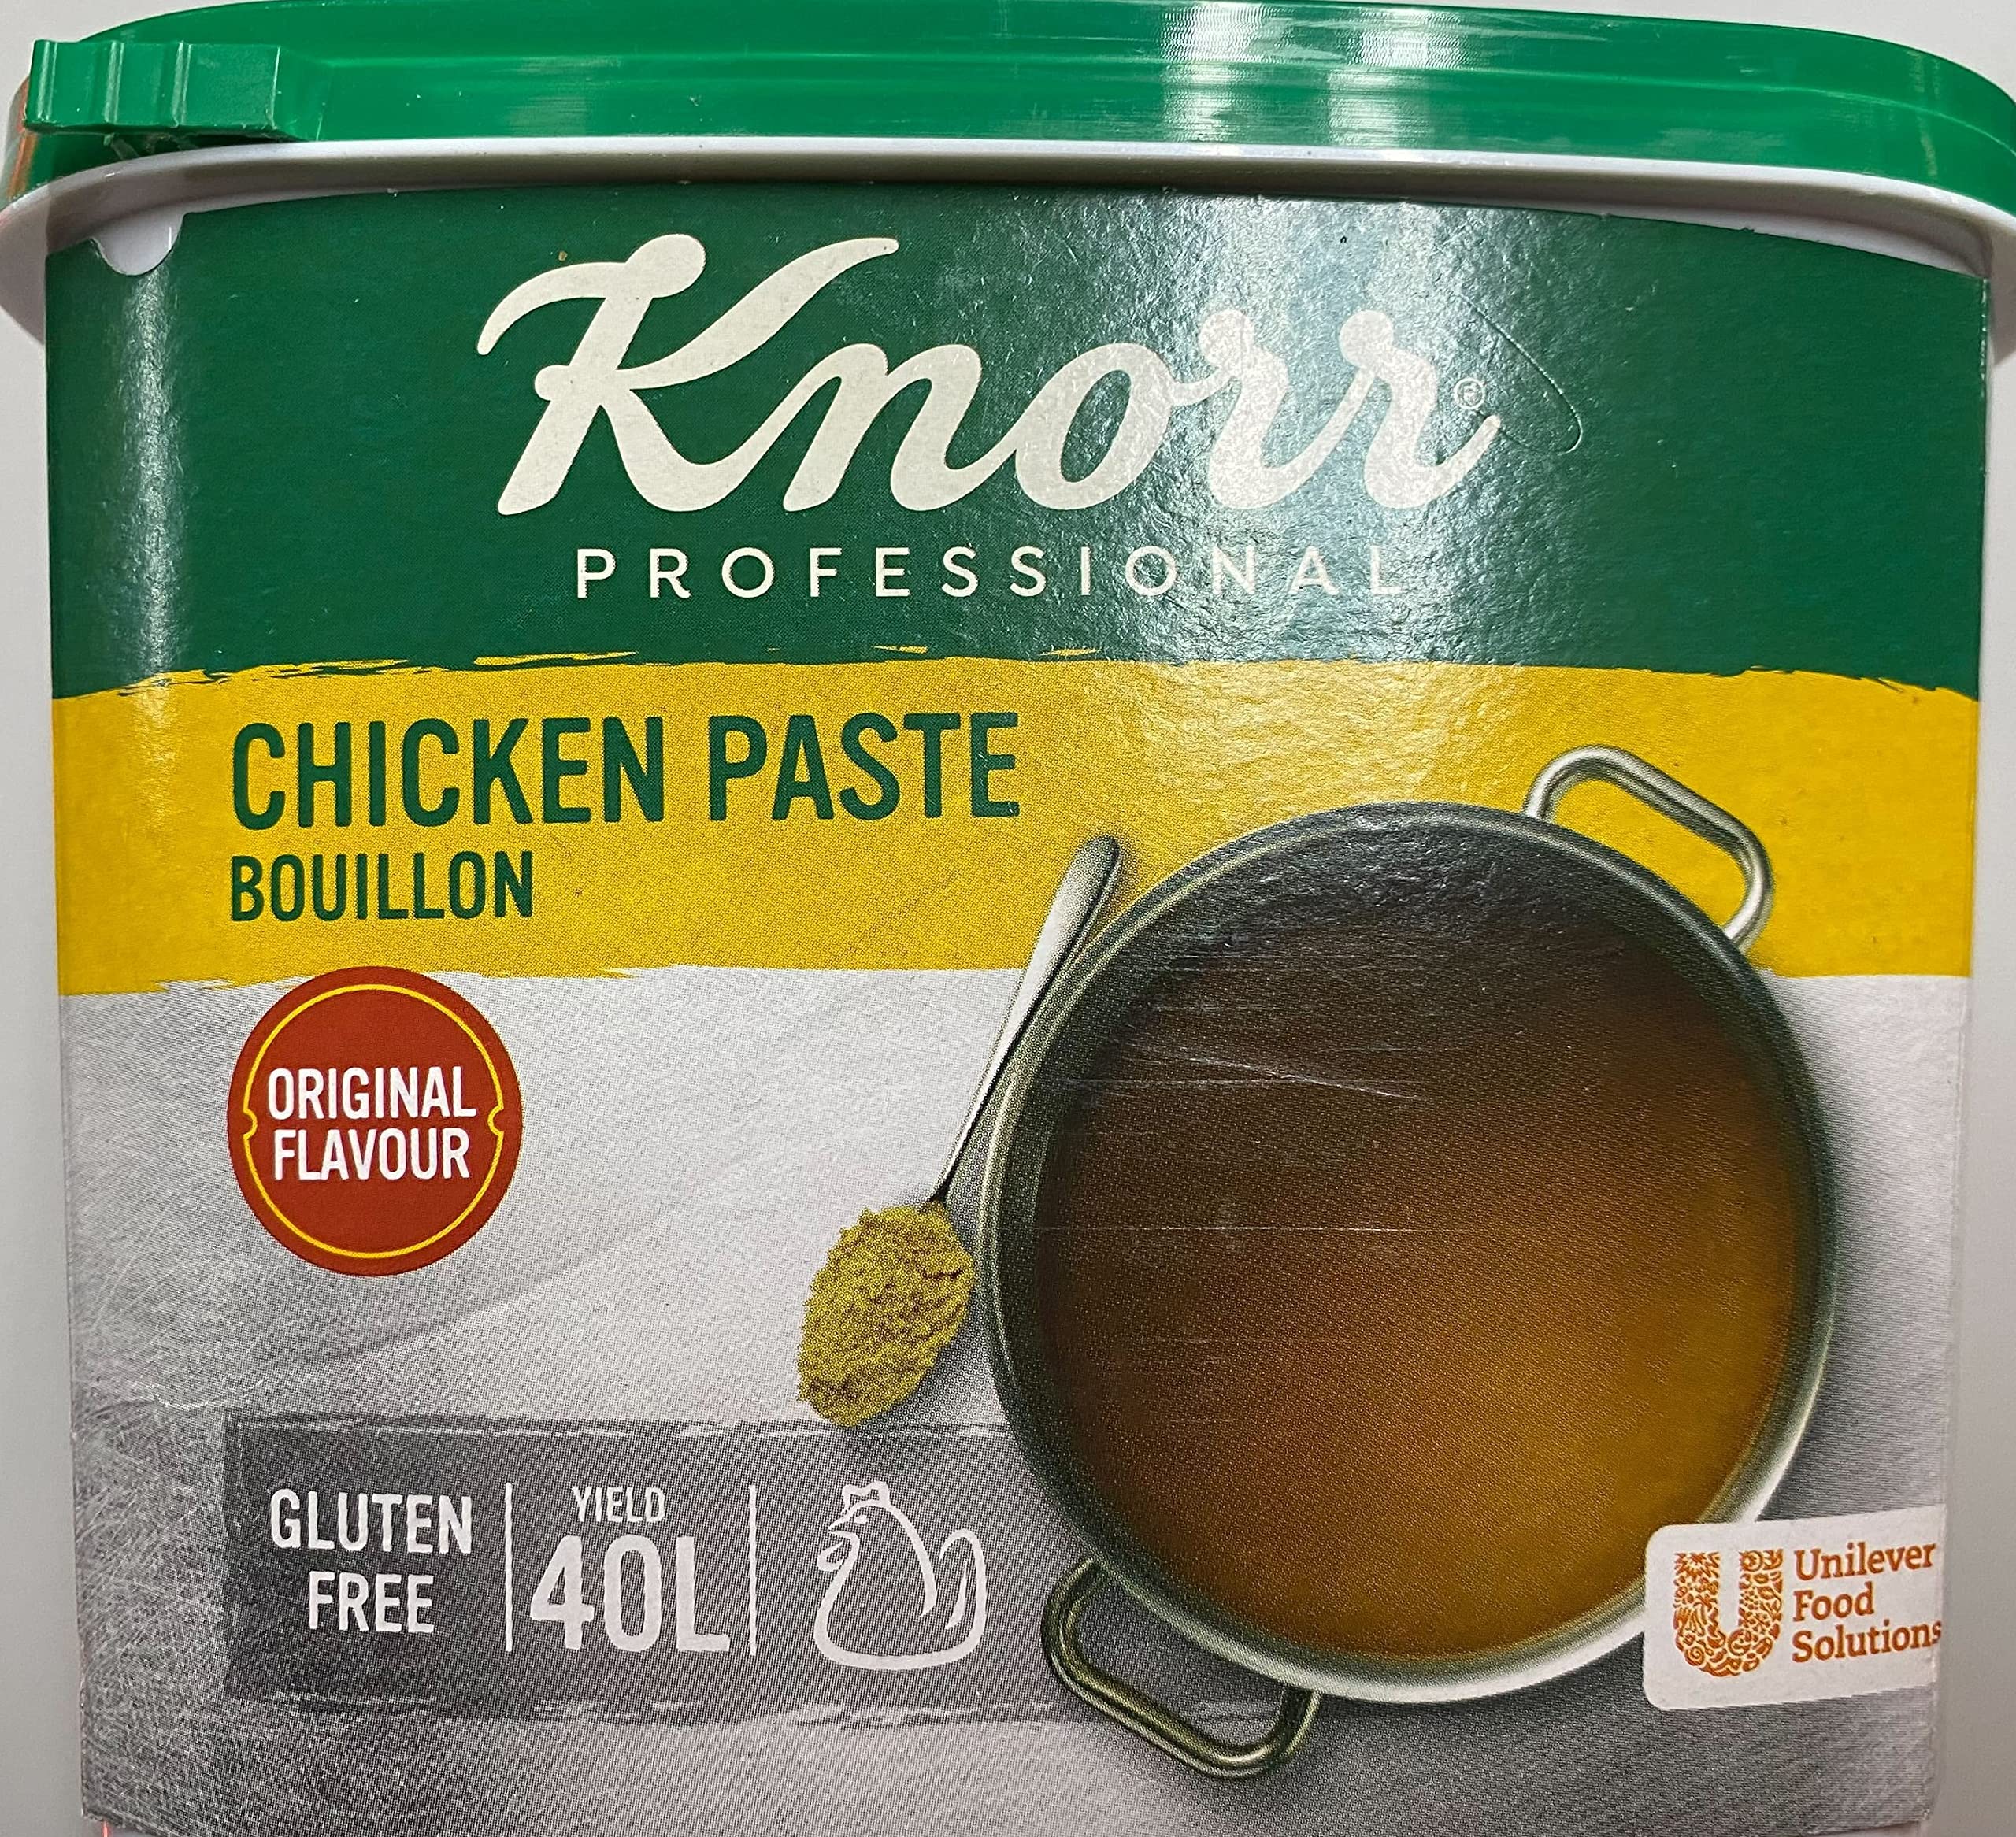 Knorr®
PROFESSIONAL
CHICKEN PASTE
BOUILLON
ORIGINAL
FLAVOUR
GLUTEN
FREE
YIELD
40L
Unilever
Food
Solutions